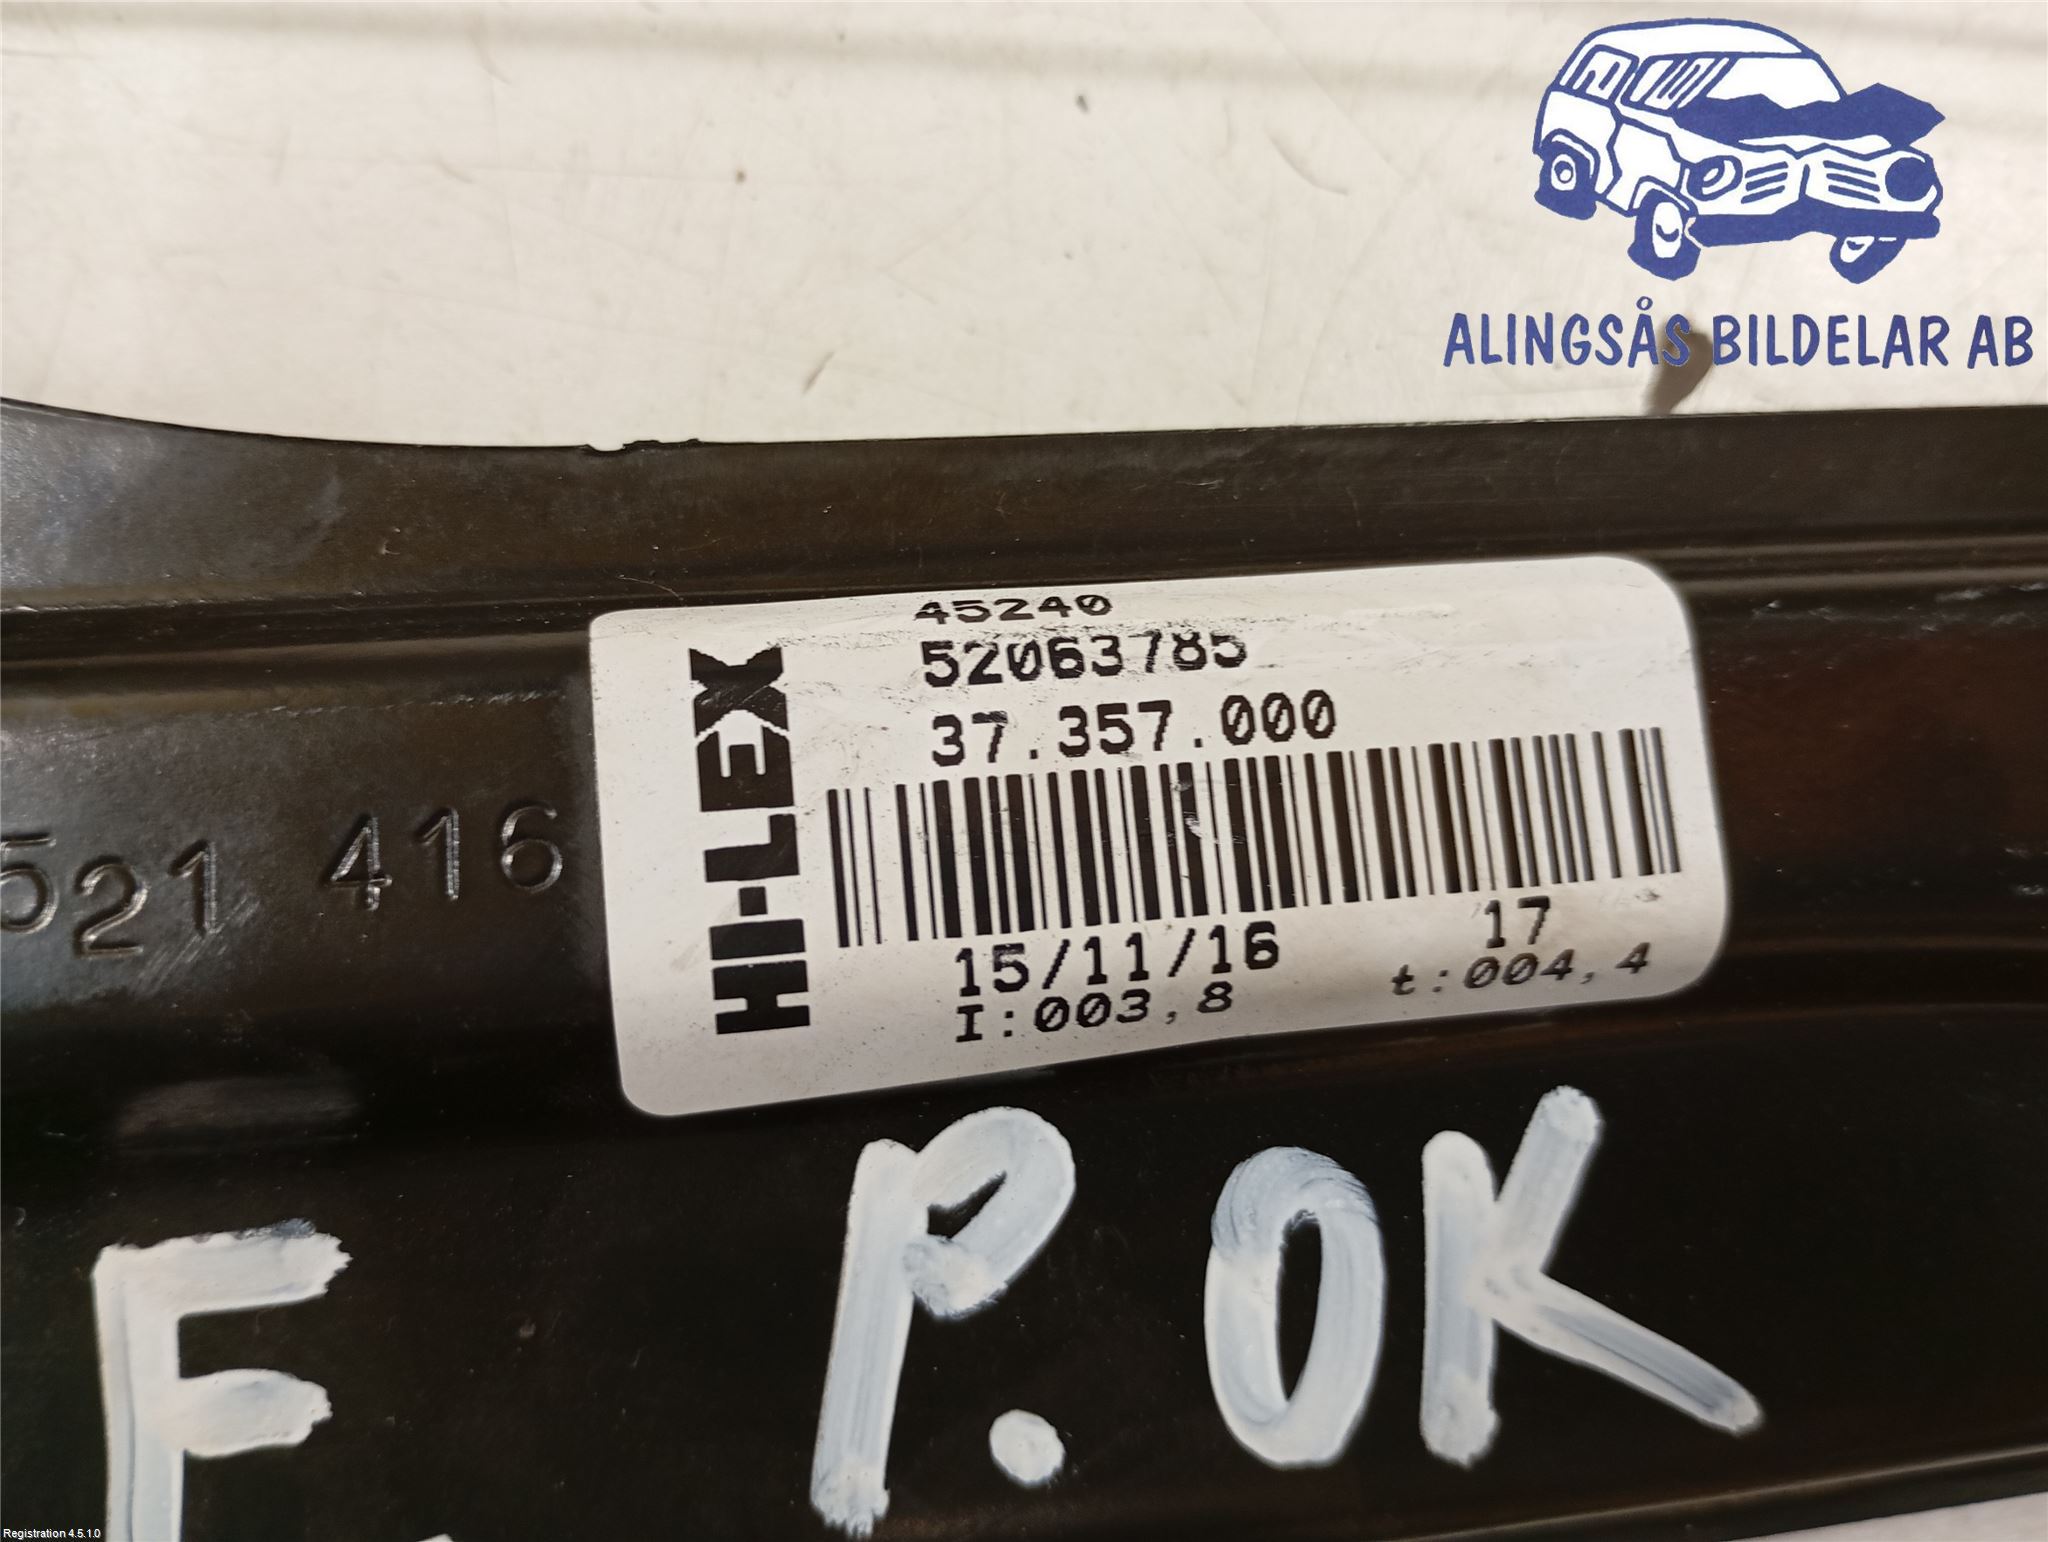 ALINGSÅS BILDELAR AB
45240
52063785
37.357.000
HI-LEX
521 416
15/11/16 17
I:003,8 t:004,4
F P.OK
Registration 4.5.1.0